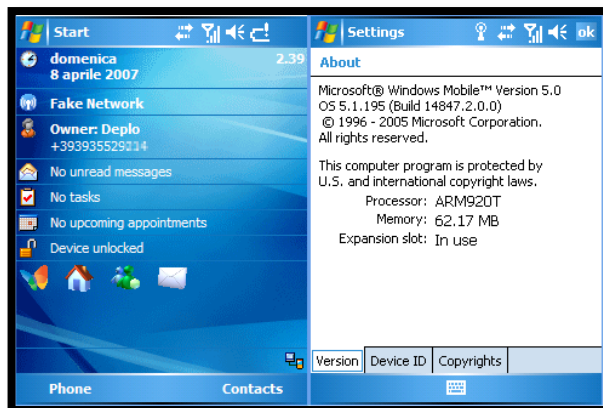 Start
domenica 2.39
8 aprile 2007
Fake Network
Owner: Deplo
No unread messages
No tasks
No upcoming appointments
Device unlocked
Phone Contacts
Settings ok
About
Microsoft® Windows Mobile™ Version 5.0
OS 5.1.195 (Build 14847.2.0.0)
© 1996 - 2005 Microsoft Corporation.
All rights reserved.
This computer program is protected by
U.S. and international copyright laws.
Processor: ARM920T
Memory: 62.17 MB
Expansion slot: In use
Version Device ID Copyrights